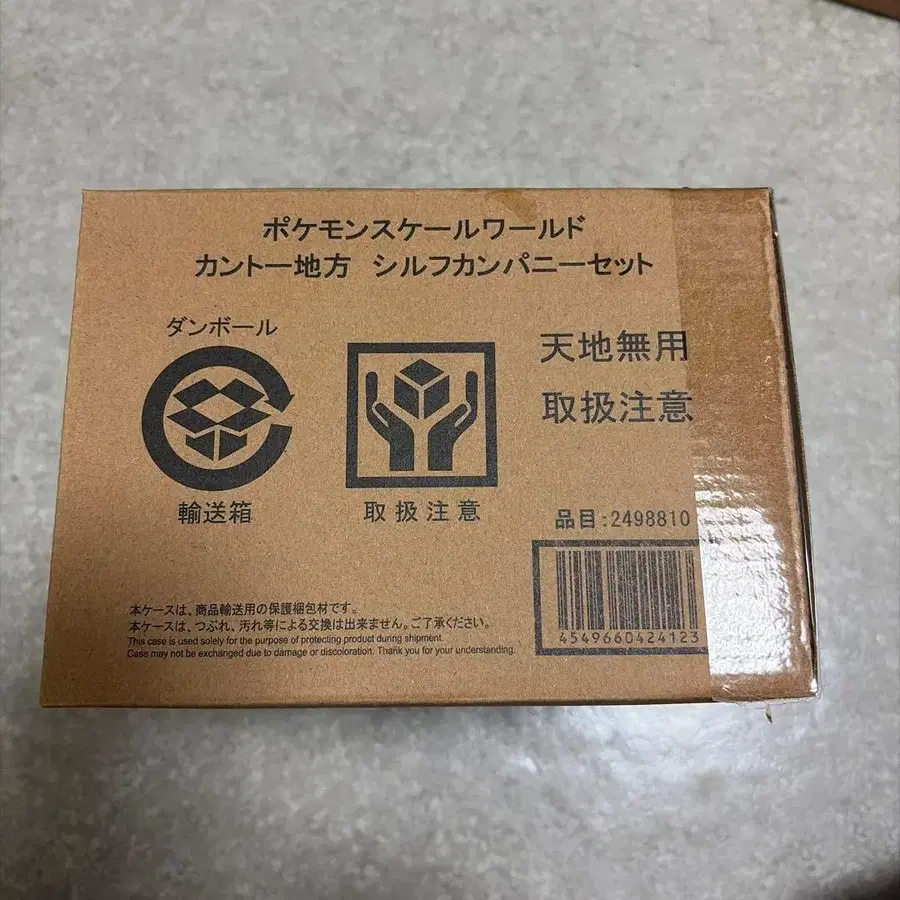 ポケモンスケールワールド
カントー地方 シルフカンパニーセット
ダンボール
天地無用
取扱注意
輸送箱
取扱注意
品目:2498810
4549660424123
本ケースは、商品輸送用の保護梱包材です。
本ケースは、つぶれ、汚れ等による交換は出来ません。ご了承ください。
This case is used solely for the purpose of protecting product during shipment.
Case may not be exchanged due to damage or discoloration. Thank you for your understanding.